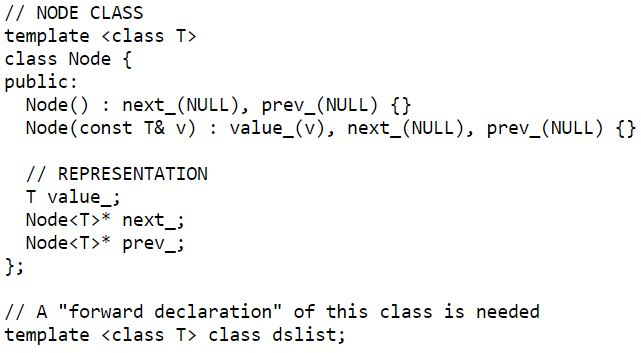 // NODE CLASS
template <class T>
class Node {
public:
  Node() : next_(NULL), prev_(NULL) {}
  Node(const T& v) : value_(v), next_(NULL), prev_(NULL) {}

  // REPRESENTATION
  T value_;
  Node<T>* next_;
  Node<T>* prev_;
};

// A "forward declaration" of this class is needed
template <class T> class dslist;